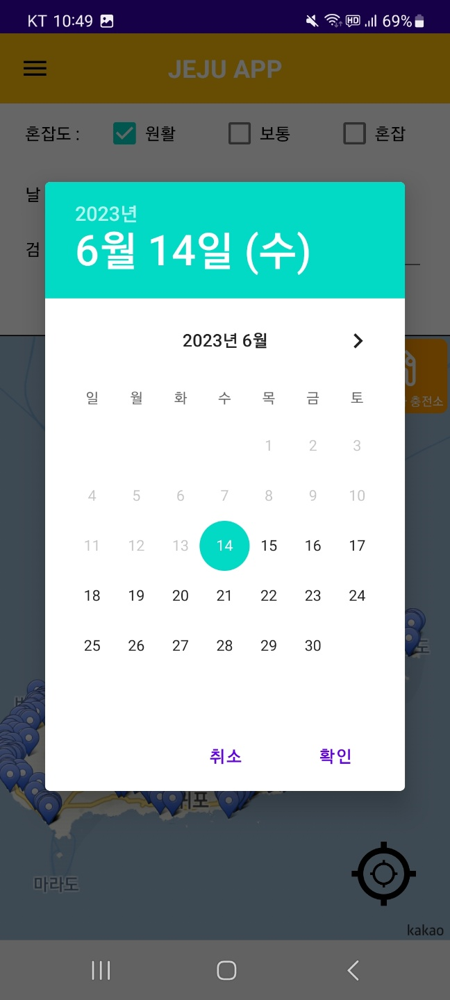 KT 10:49 HD 69%
JEJU APP
혼잡도 : 원활 보통 혼잡
날
검
2023년
6월 14일 (수)
2023년 6월
일 월 화 수 목 금 토
1 2 3
4 5 6 7 8 9 10
11 12 13 14 15 16 17
18 19 20 21 22 23 24
25 26 27 28 29 30
충전소
토
취소 확인
귀포
마라도
kakao